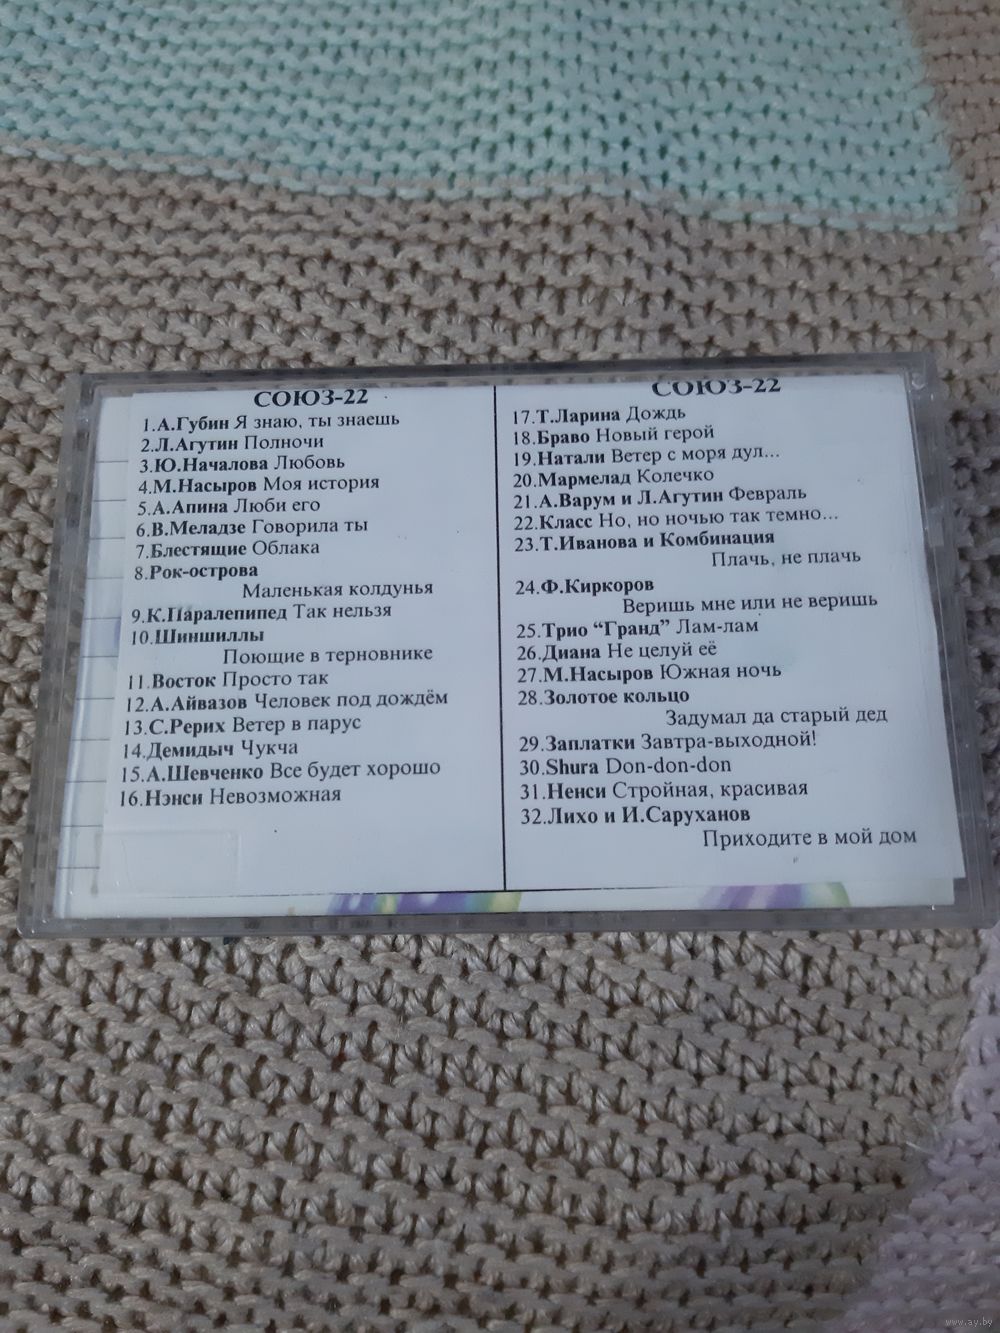 СОЮЗ-22
1.А.Губин Я знаю, ты знаешь
2.Л.Агутин Полночи
3.Ю.Началова Любовь
4.М.Насыров Моя история
5.А.Апина Люби его
6.В.Меладзе Говорила ты
7.Блестящие Облака
8.Рок-острова
Маленькая колдунья
9.К.Паралепипед Так нельзя
10.Шиншиллы
Поющие в терновнике
11.Восток Просто так
12.А.Айвазов Человек под дождём
13.С.Рерих Ветер в парус
14.Демидыч Чукча
15.А.Шевченко Все будет хорошо
16.Нэнси Невозможная
СОЮЗ-22
17.Т.Ларина Дождь
18.Браво Новый герой
19.Натали Ветер с моря дул...
20.Мармелад Колечко
21.А.Варум и Л.Агутин Февраль
22.Класс Но, но ночью так темно...
23.Т.Иванова и Комбинация
Плачь, не плачь
24.Ф.Киркоров
Веришь мне или не веришь
25.Трио “Гранд” Лам-лам
26.Диана Не целуй её
27.М.Насыров Южная ночь
28.Золотое кольцо
Задумал да старый дед
29.Заплатки Завтра-выходной!
30.Shura Don-don-don
31.Ненси Стройная, красивая
32.Лихо и И.Саруханов
Приходите в мой дом
www.ay.by